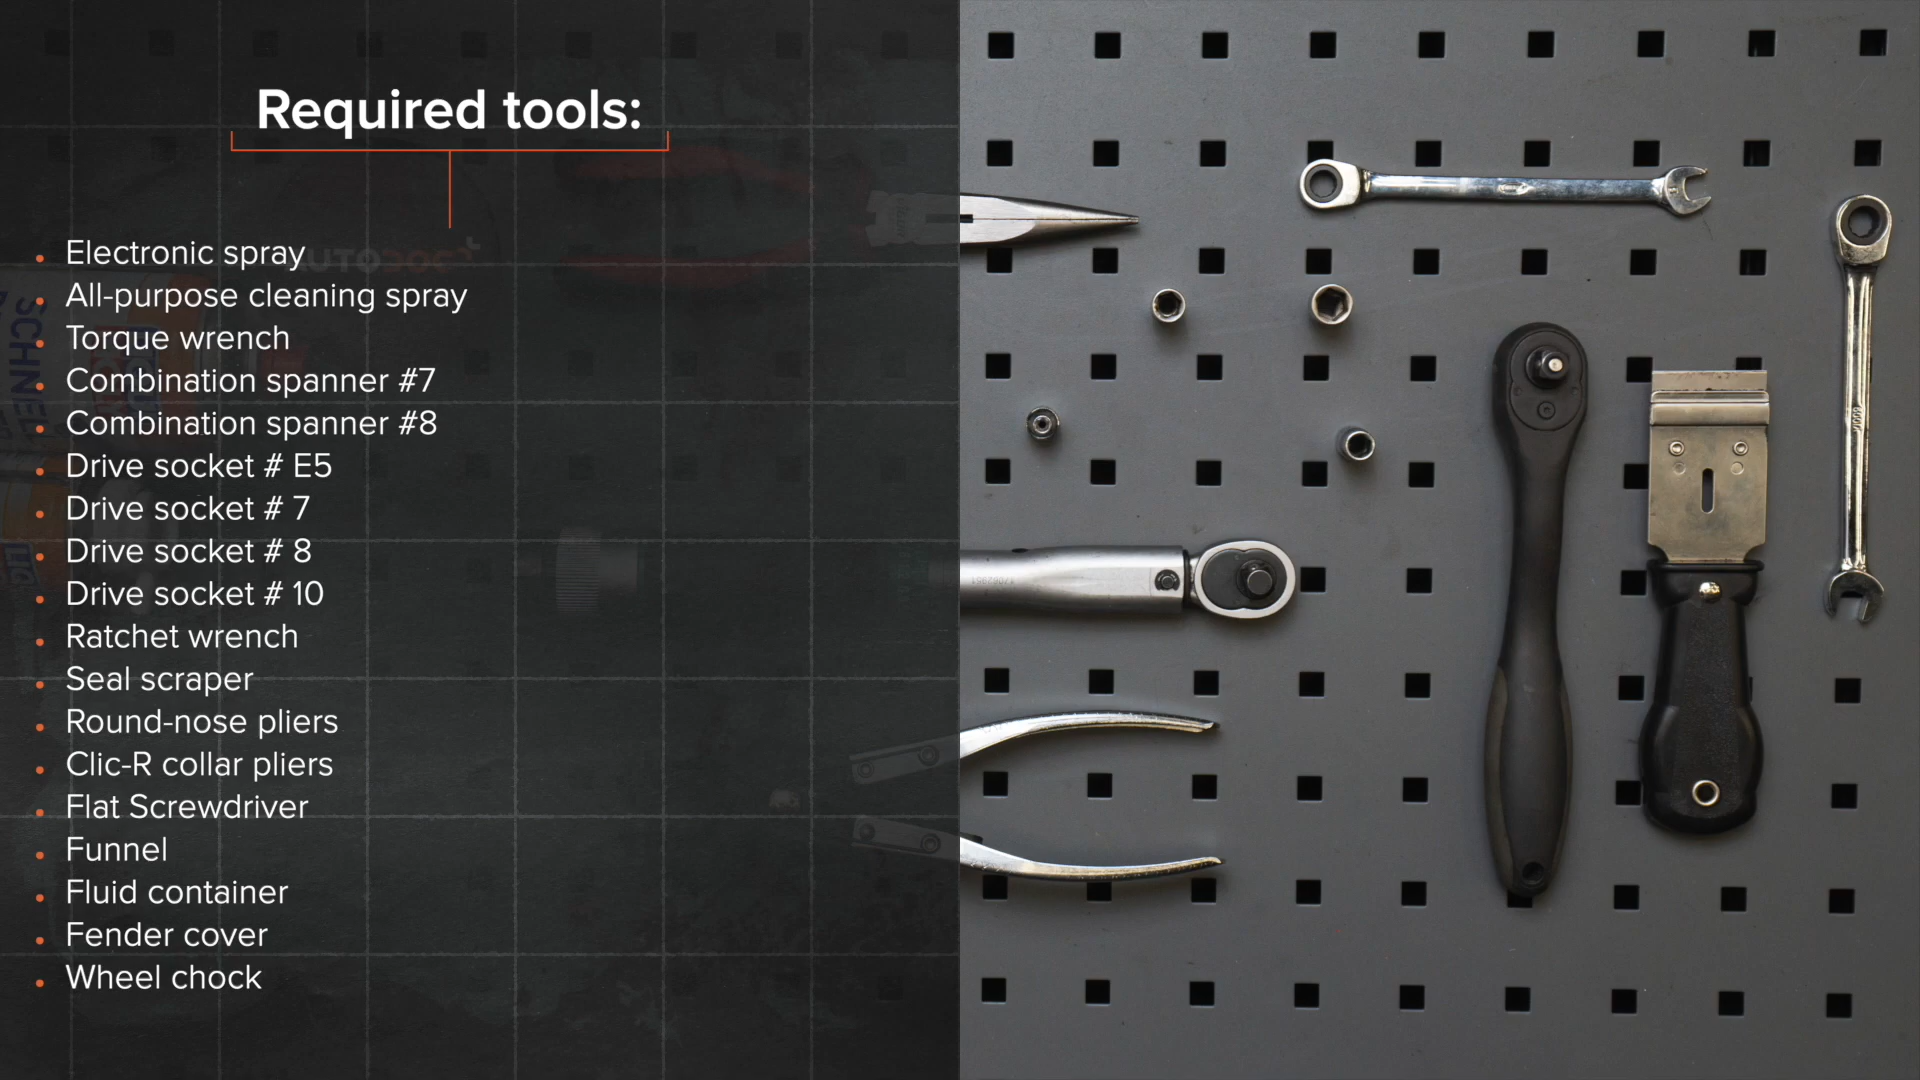 Required tools:
Electronic spray
All-purpose cleaning spray
Torque wrench
Combination spanner #7
Combination spanner #8
Drive socket # E5
Drive socket # 7
Drive socket # 8
Drive socket # 10
Ratchet wrench
Seal scraper
Round-nose pliers
Clic-R collar pliers
Flat Screwdriver
Funnel
Fluid container
Fender cover
Wheel chock